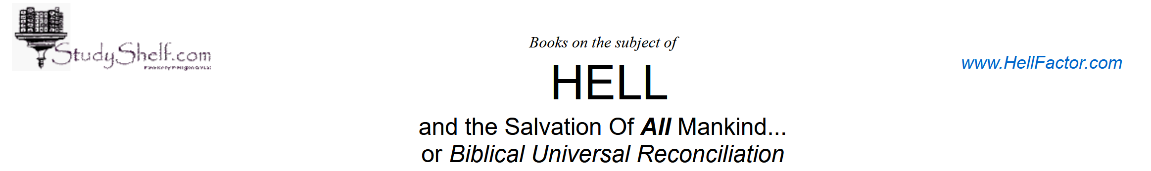 StudyShelf.com
Books on the subject of
HELL
and the Salvation Of All Mankind...
or Biblical Universal Reconciliation
www.HellFactor.com